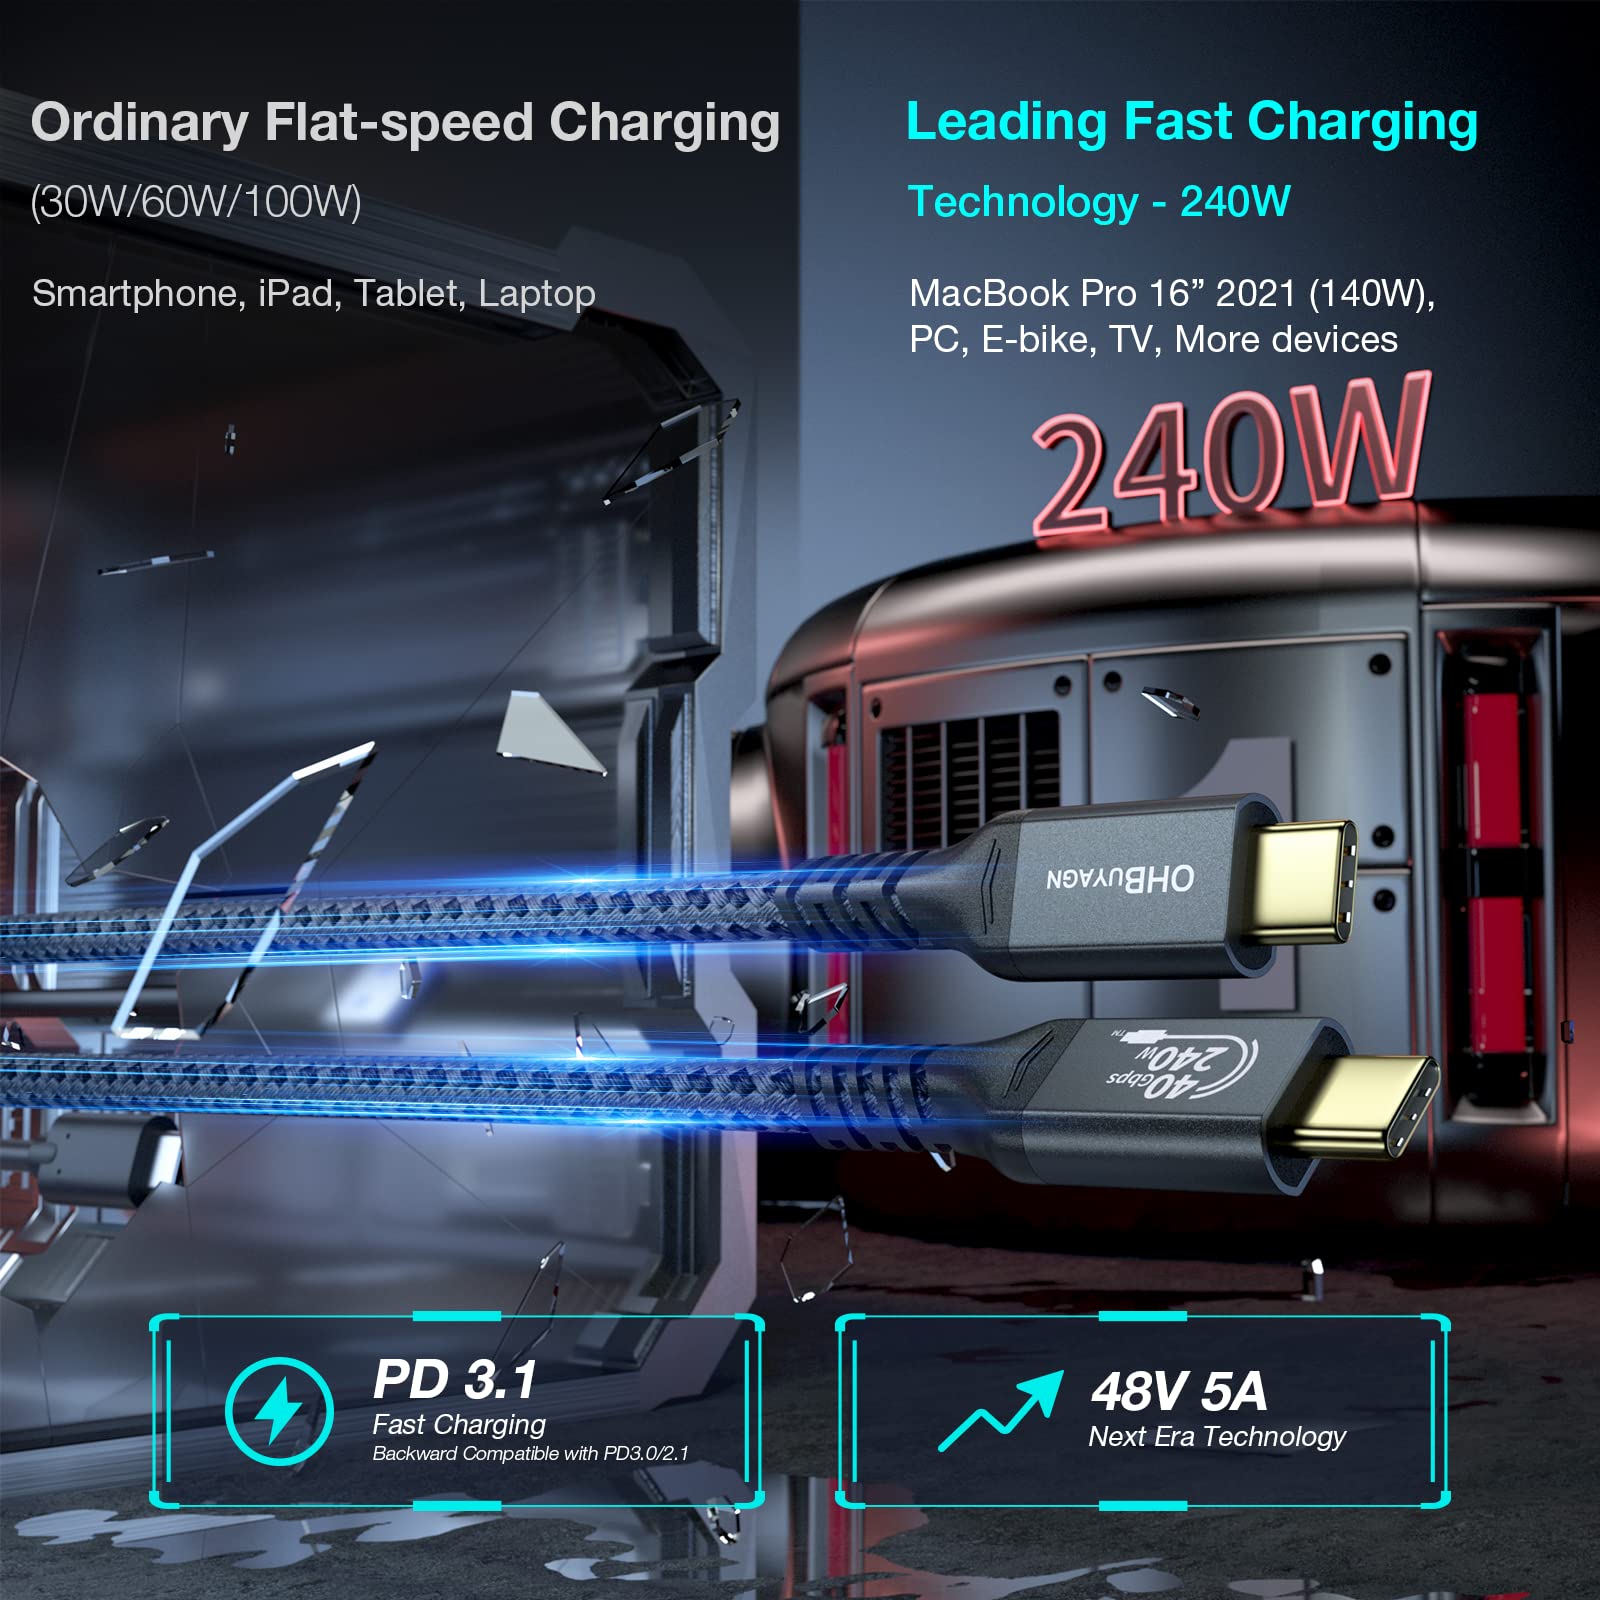 Ordinary Flat-speed Charging
(30W/60W/100W)
Smartphone, iPad, Tablet, Laptop
Leading Fast Charging
Technology - 240W
MacBook Pro 16” 2021 (140W),
PC, E-bike, TV, More devices
240W
1
OHBUYAGN
40Gbps
240W
TM
PD 3.1
Fast Charging
Backward Compatible with PD3.0/2.1
48V 5A
Next Era Technology